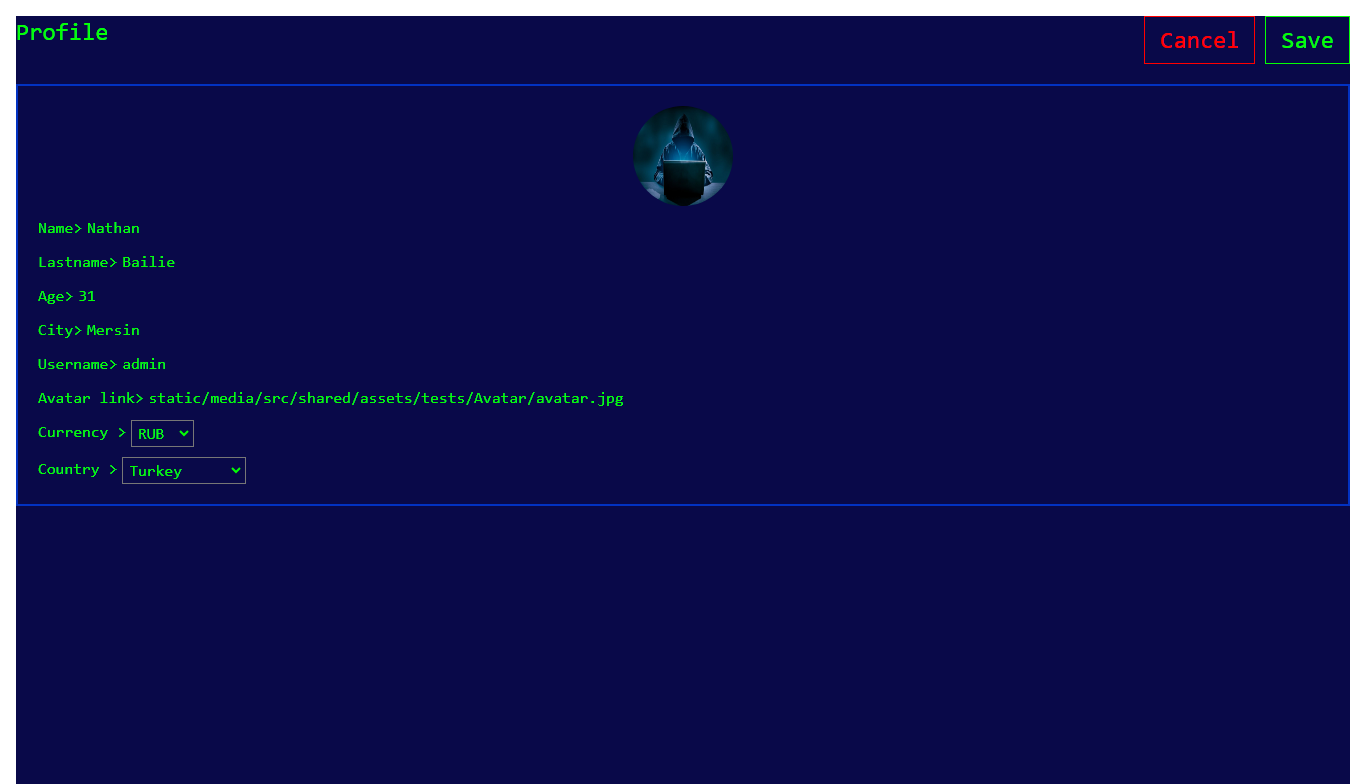 Profile
Cancel
Save
Name> Nathan
Lastname> Bailie
Age> 31
City> Mersin
Username> admin
Avatar link> static/media/src/shared/assets/tests/Avatar/avatar.jpg
Currency > RUB
Country > Turkey